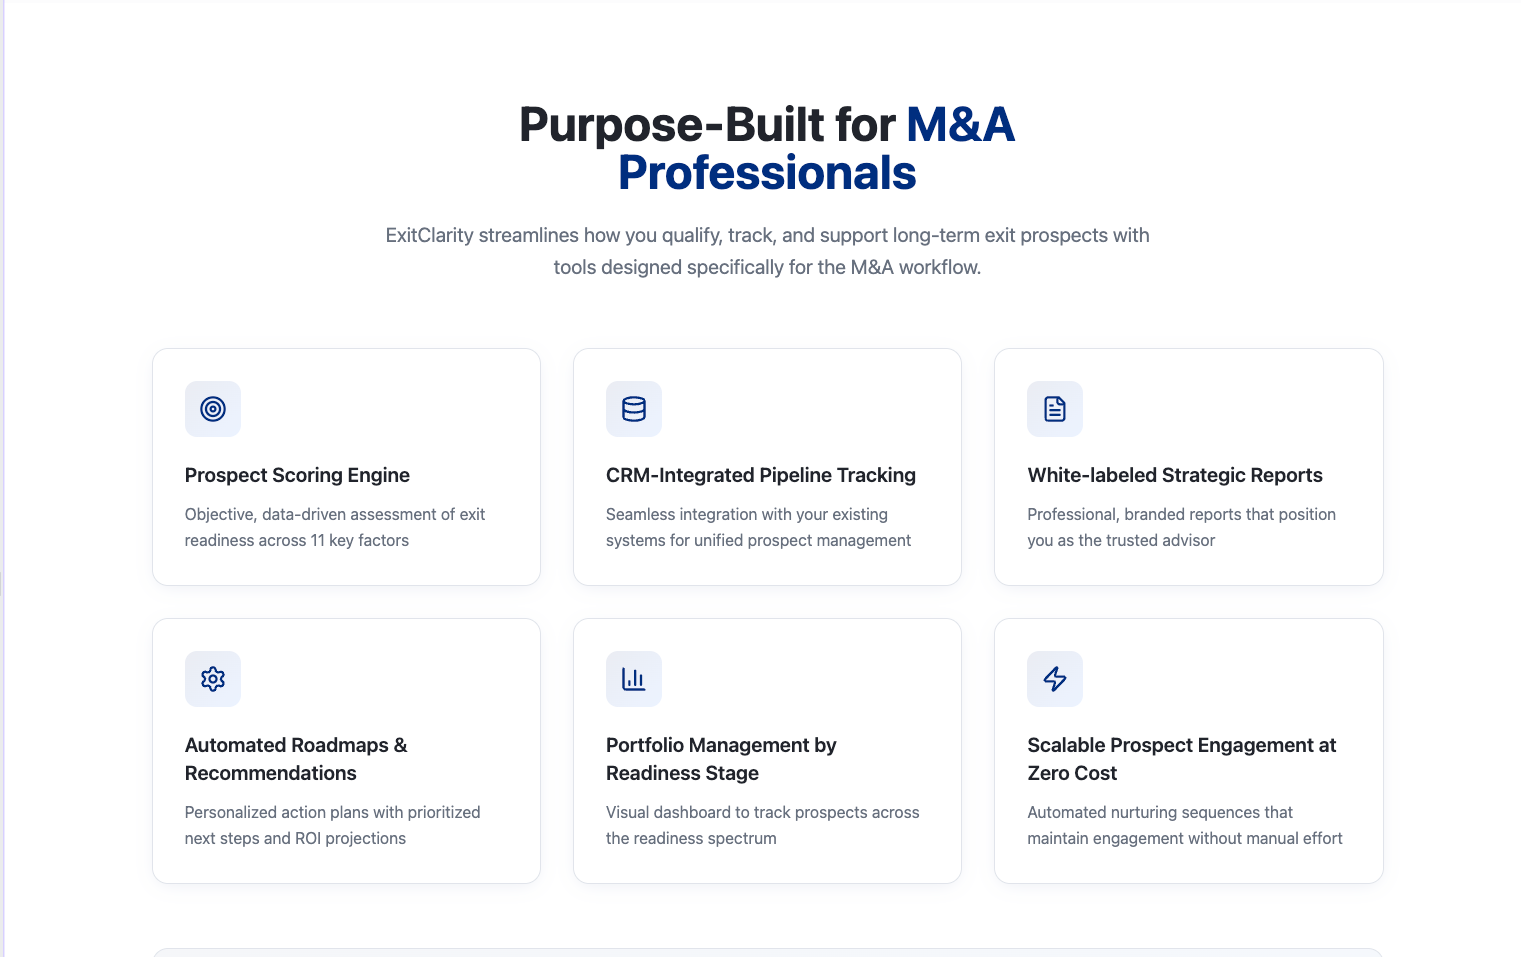 Purpose-Built for M&A
Professionals
ExitClarity streamlines how you qualify, track, and support long-term exit prospects with
tools designed specifically for the M&A workflow.
Prospect Scoring Engine
Objective, data-driven assessment of exit
readiness across 11 key factors
CRM-Integrated Pipeline Tracking
Seamless integration with your existing
systems for unified prospect management
White-labeled Strategic Reports
Professional, branded reports that position
you as the trusted advisor
Automated Roadmaps &
Recommendations
Personalized action plans with prioritized
next steps and ROI projections
Portfolio Management by
Readiness Stage
Visual dashboard to track prospects across
the readiness spectrum
Scalable Prospect Engagement at
Zero Cost
Automated nurturing sequences that
maintain engagement without manual effort